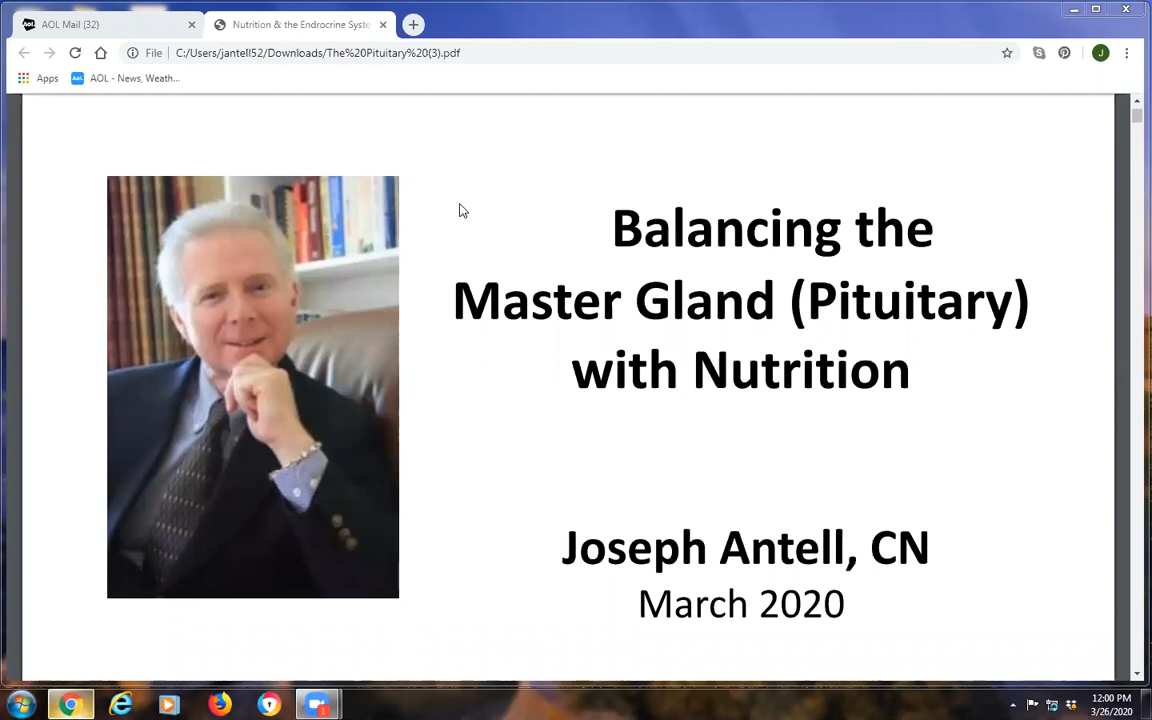 AOL Mail (32)
Nutrition & the Endocrine Syste
File
C:/Users/jantell52/Downloads/The%20Pituitary%20(3).pdf
J
Apps
AOL - News, Weath...
Balancing the
Master Gland (Pituitary)
with Nutrition
Joseph Antell, CN
March 2020
12:00 PM
3/26/2020